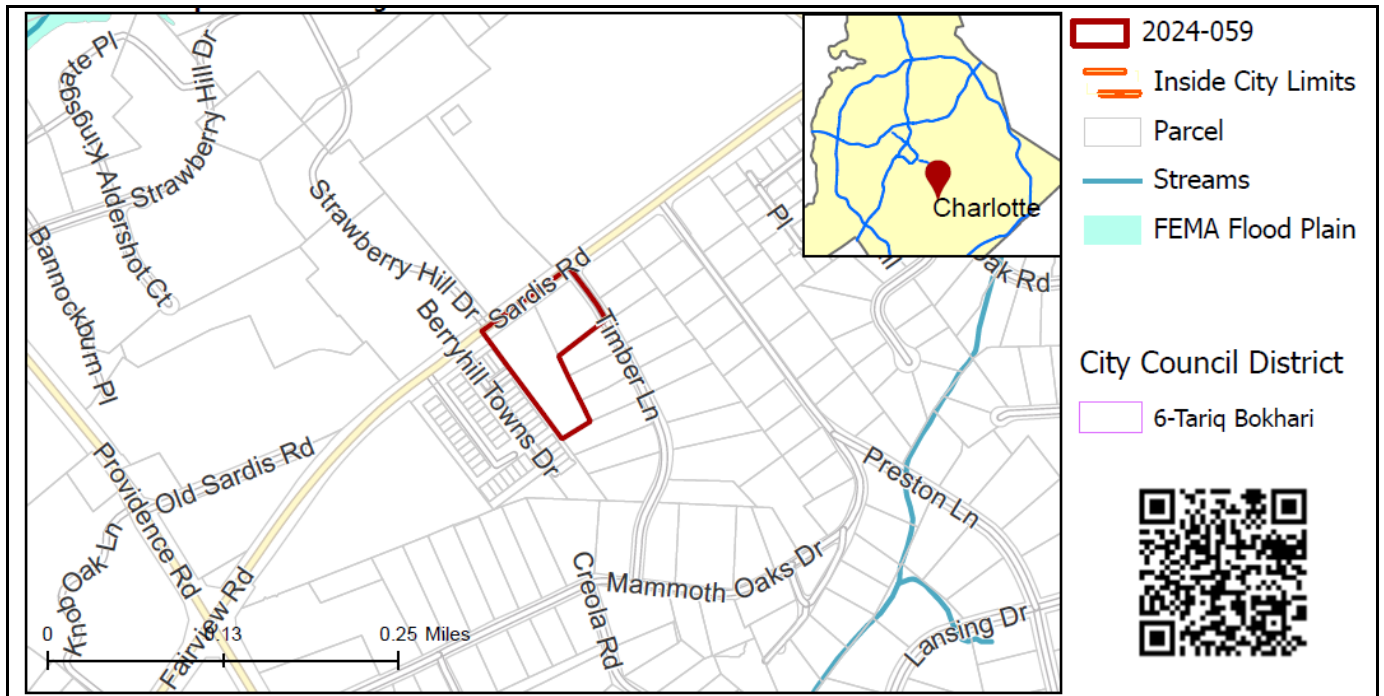 ate Pl
Kingsga
Strawberry Hill Dr
Aldershot Ct
Bannockburn Pl
Strawberry Hill Dr
Sardis Rd
Berryhill Towns Dr
Timber Ln
Pl
Oak Rd
Old Sardis Rd
Providence Rd
Knob Oak Ln
Fairview Rd
Preston Ln
Mammoth Oaks Dr
Creola Rd
Lansing Dr
0 0.13 0.25 Miles
Charlotte
2024-059
Inside City Limits
Parcel
Streams
FEMA Flood Plain
City Council District
6-Tariq Bokhari